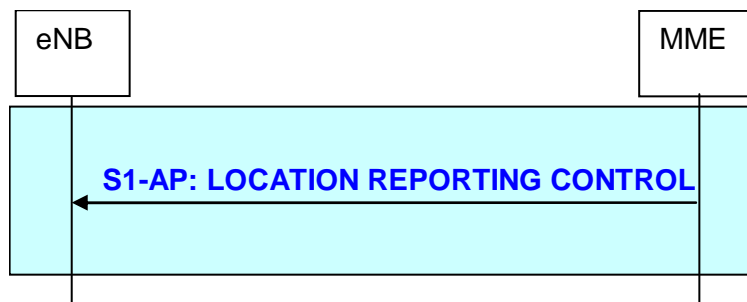 eNB
MME
S1-AP: LOCATION REPORTING CONTROL